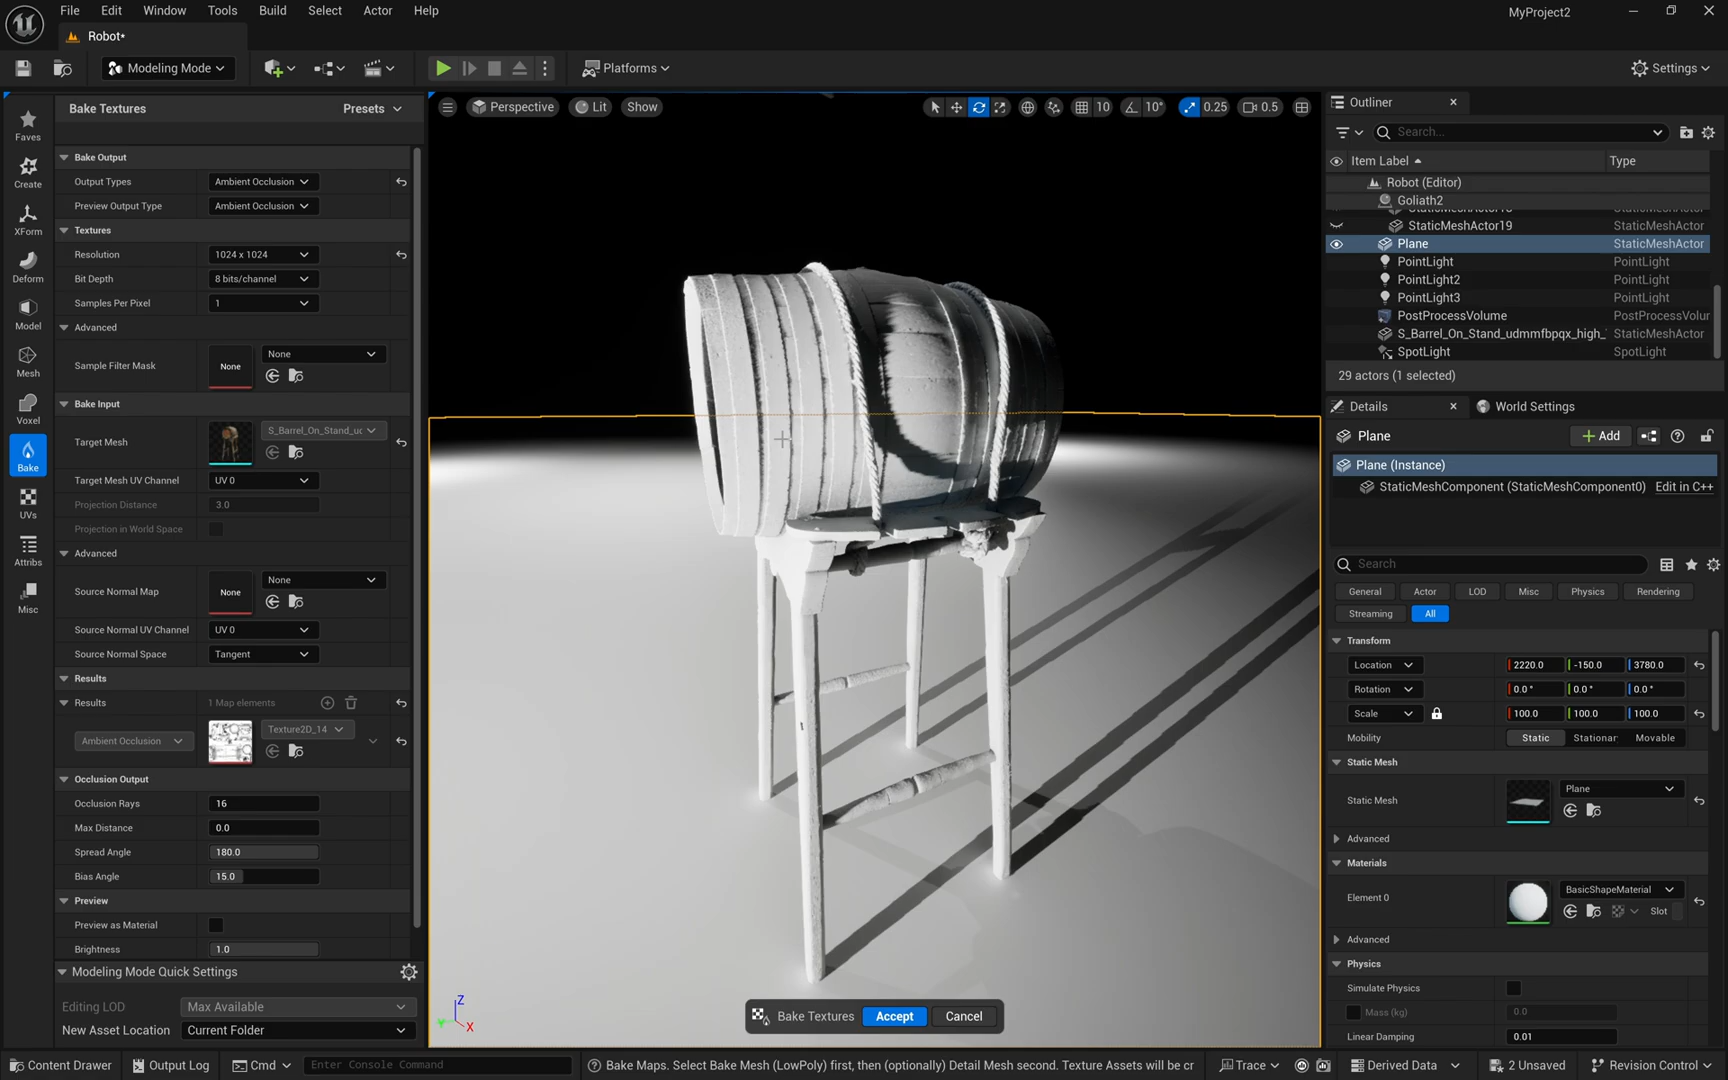 File Edit Window Tools Build Select Actor Help
MyProject2
Robot*
Modeling Mode
Platforms
Settings
Bake Textures
Presets
Perspective
Lit
Show
10
10°
0.25
0.5
Outliner
Search...
Item Label
Type
Faves
Create
XForm
Deform
Model
Mesh
Voxel
Bake
UVs
Attribs
Misc
Bake Output
Output Types
Ambient Occlusion
Preview Output Type
Ambient Occlusion
Textures
Resolution
1024 x 1024
Bit Depth
8 bits/channel
Samples Per Pixel
1
Advanced
Sample Filter Mask
None
None
Bake Input
Target Mesh
S_Barrel_On_Stand_uc
Target Mesh UV Channel
UV 0
Projection Distance
3.0
Projection in World Space
Advanced
Source Normal Map
None
None
Source Normal UV Channel
UV 0
Source Normal Space
Tangent
Results
Results
1 Map elements
Ambient Occlusion
Texture2D_14
Occlusion Output
Occlusion Rays
16
Max Distance
0.0
Spread Angle
180.0
Bias Angle
15.0
Preview
Preview as Material
Brightness
1.0
Modeling Mode Quick Settings
Editing LOD
Max Available
New Asset Location
Current Folder
Z
X
Y
Bake Textures
Accept
Cancel
Robot (Editor)
Goliath2
StaticMeshActor19
StaticMeshActor
Plane
StaticMeshActor
PointLight
PointLight
PointLight2
PointLight
PointLight3
PointLight
PostProcessVolume
PostProcessVolur
S_Barrel_On_Stand_udmmfbpqx_high_
StaticMeshActor
SpotLight
SpotLight
29 actors (1 selected)
Details
World Settings
Plane
Add
Plane (Instance)
StaticMeshComponent (StaticMeshComponent0)
Edit in C++
Search
General
Actor
LOD
Misc
Physics
Rendering
Streaming
All
Transform
Location
2220.0
-150.0
3780.0
Rotation
0.0 °
0.0 °
0.0 °
Scale
100.0
100.0
100.0
Mobility
Static
Stationar
Movable
Static Mesh
Static Mesh
Plane
Advanced
Materials
Element 0
BasicShapeMaterial
Slot
Advanced
Physics
Simulate Physics
Mass (kg)
0.0
Linear Damping
0.01
Content Drawer
Output Log
Cmd
Enter Console Command
Bake Maps. Select Bake Mesh (LowPoly) first, then (optionally) Detail Mesh second. Texture Assets will be cr
Trace
Derived Data
2 Unsaved
Revision Control